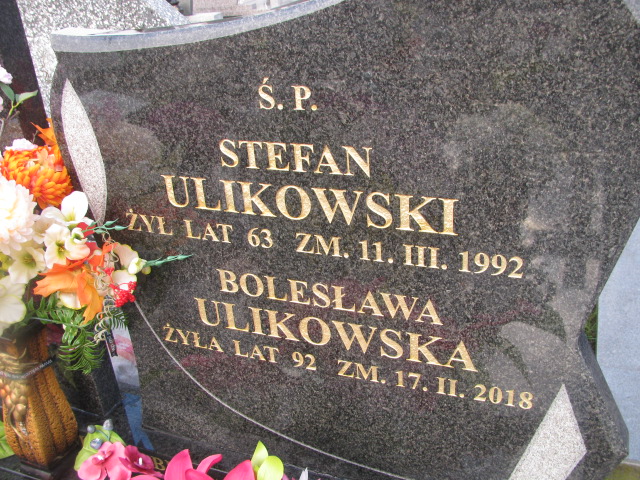 Ś. P.
STEFAN
ULIKOWSKI
ŻYŁ LAT 63 ZM. 11. III. 1992
BOLESŁAWA
ULIKOWSKA
ŻYŁA LAT 92 ZM. 17. II. 2018